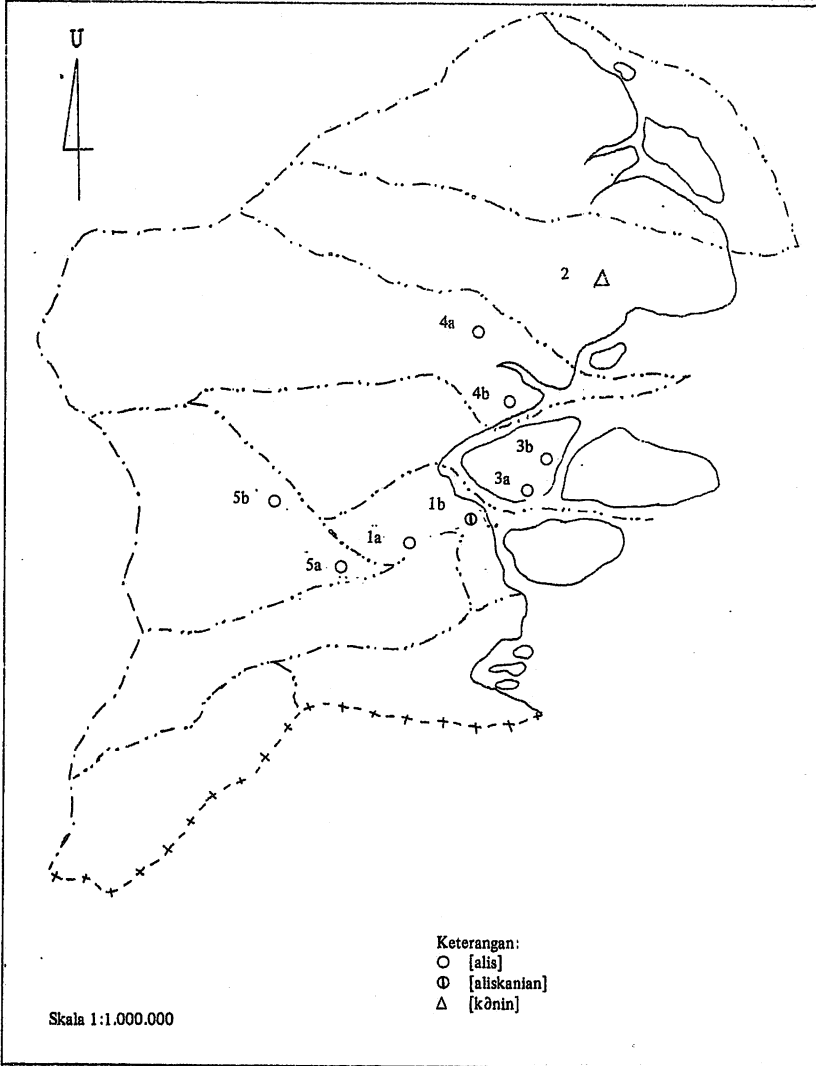 U
2
4a
4b
3b
3a
5b
1b
1a
5a
Keterangan:
[alis]
[aliskanian]
[kənin]
Skala 1:1.000.000